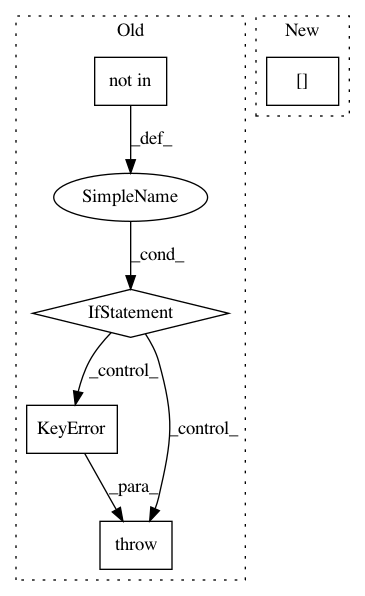 Old
New
not in
[]
_def_
SimpleName
_cond_
IfStatement
_control_
_control_
KeyError
_para_
throw